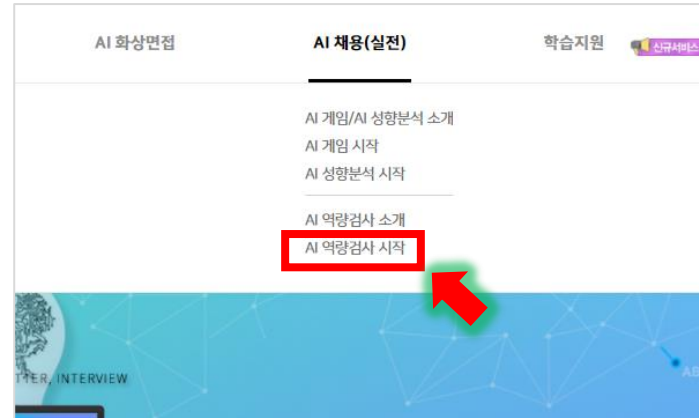 AI 화상면접
AI 채용(실전)
학습지원
신규서비스
AI 게임/AI 성향분석 소개
AI 게임 시작
AI 성향분석 시작
AI 역량검사 소개
AI 역량검사 시작
INTERVIEW